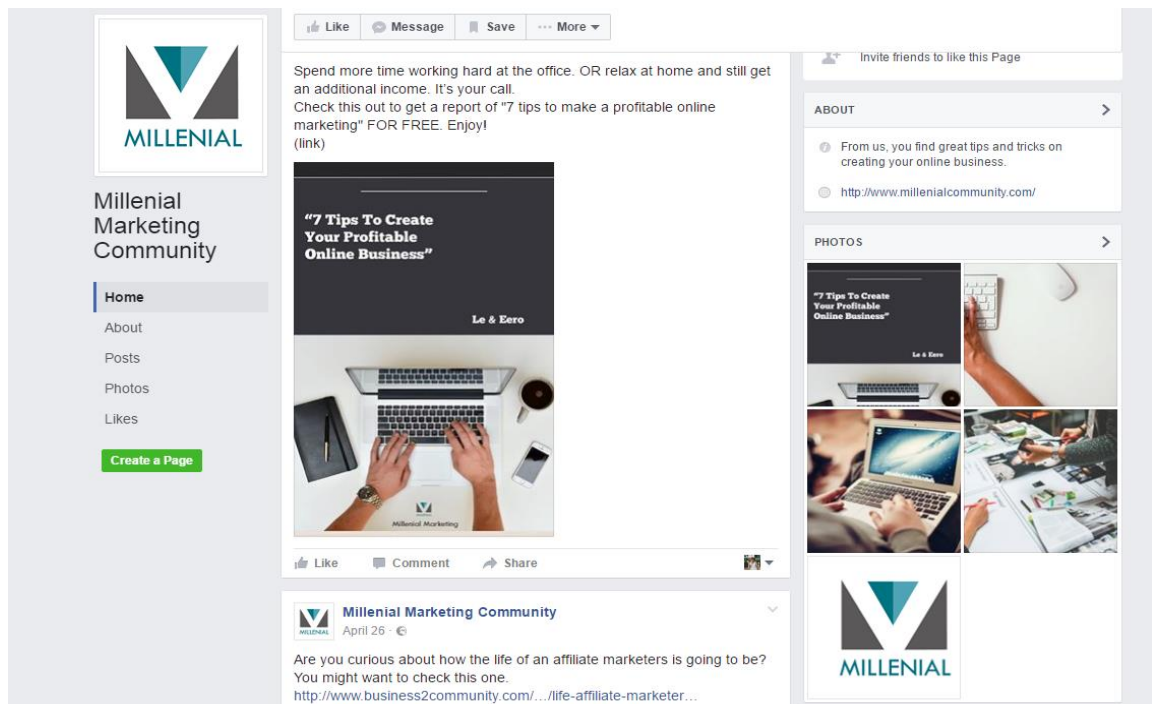 MILLENIAL
Millenial
Marketing
Community
Home
About
Posts
Photos
Likes
Create a Page
Like
Message
Save
··· More
Spend more time working hard at the office. OR relax at home and still get
an additional income. It's your call.
Check this out to get a report of "7 tips to make a profitable online
marketing" FOR FREE. Enjoy!
(link)
"7 Tips To Create
Your Profitable
Online Business"
Le & Eero
Millenial Marketing
Like
Comment
Share
Millenial Marketing Community
MILLENIAL
April 26 ·
Are you curious about how the life of an affiliate marketers is going to be?
You might want to check this one.
http://www.business2community.com/…/life-affiliate-marketer…
Invite friends to like this Page
ABOUT
From us, you find great tips and tricks on
creating your online business.
http://www.millenialcommunity.com/
PHOTOS
"7 Tips To Create
Your Profitable
Online Business"
Le & Eero
MILLENIAL